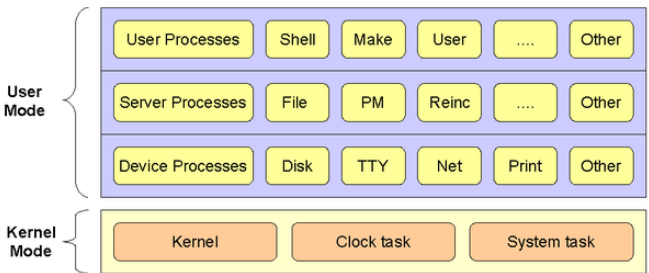 User Processes Shell Make User .... Other
User
Mode
Server Processes File PM Reinc .... Other
Device Processes Disk TTY Net Print Other
Kernel
Mode
Kernel Clock task System task